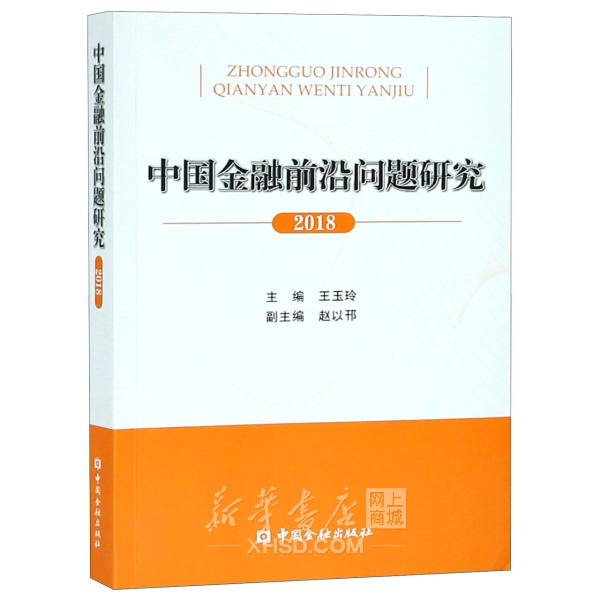 中国金融前沿问题研究
2018
中国金融出版社
ZHONGGUO JINRONG
QIANYAN WENTI YANJIU
中国金融前沿问题研究
2018
主 编 王玉玲
副主编 赵以邗
新华书店
网上
商城
XHSD.COM
中国金融出版社